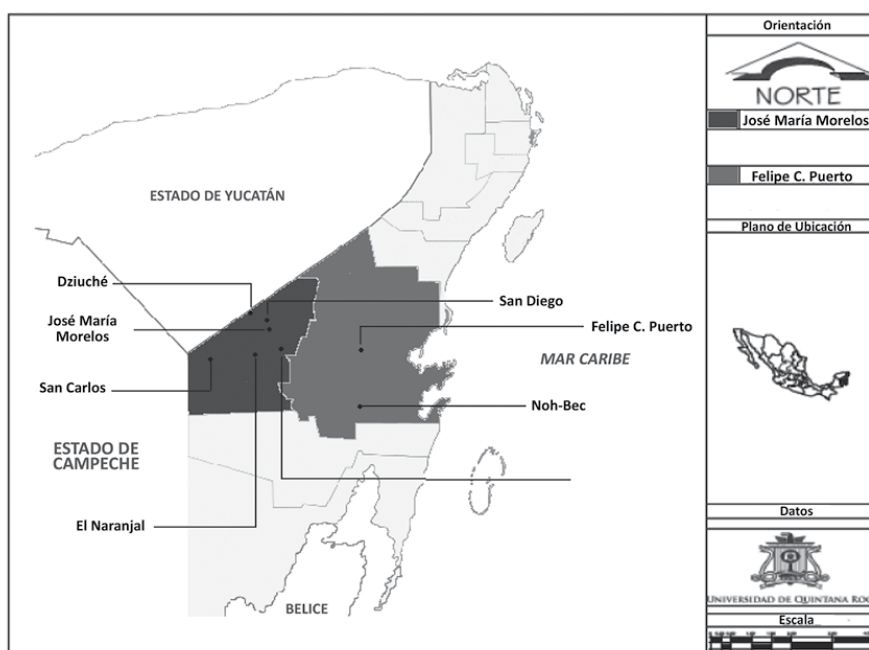 Orientación
NORTE
José María Morelos
Felipe C. Puerto
Plano de Ubicación
Datos
Escala
ESTADO DE YUCATÁN
Dziuché
San Diego
José María
Morelos
Felipe C. Puerto
MAR CARIBE
San Carlos
Noh-Bec
ESTADO DE
CAMPECHE
El Naranjal
BELICE
UNIVERSIDAD DE QUINTANA ROO